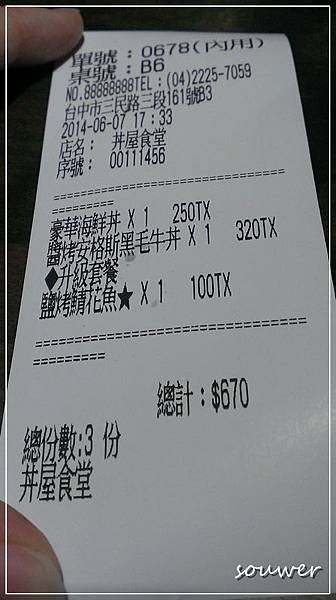 單號：0678(內用)
桌號：B6
NO.88888888TEL：(04)2225-7059
台中市三民路三段161號B3
2014-06-07 17：33
店名： 丼屋食堂
序號： 00111456
豪華海鮮丼 X 1 250TX
醬烤安格斯黑毛牛丼 X 1 320TX
◆升級套餐
鹽烤鯖花魚★ X 1 100TX
總計：$670
總份數:3 份
丼屋食堂
souwer